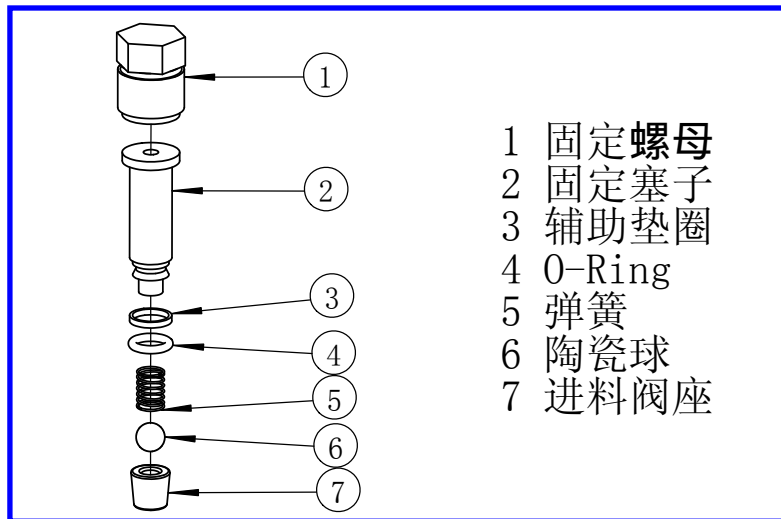 1
2
3
4
5
6
7
1 固定螺母
2 固定塞子
3 辅助垫圈
4 O-Ring
5 弹簧
6 陶瓷球
7 进料阀座